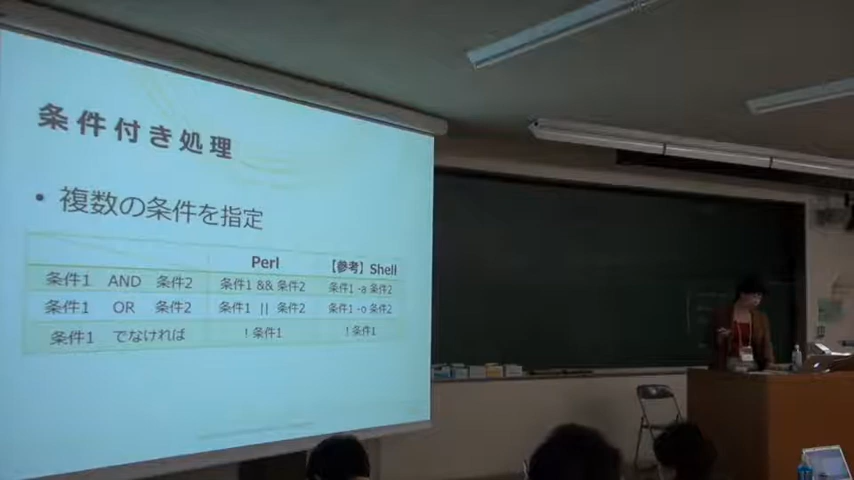 条件付き処理
• 複数の条件を指定
Perl 【参考】Shell
条件1 AND 条件2 条件1 && 条件2 条件1 -a 条件2
条件1 OR 条件2 条件1 || 条件2 条件1 -o 条件2
条件1 でなければ ! 条件1 ! 条件1